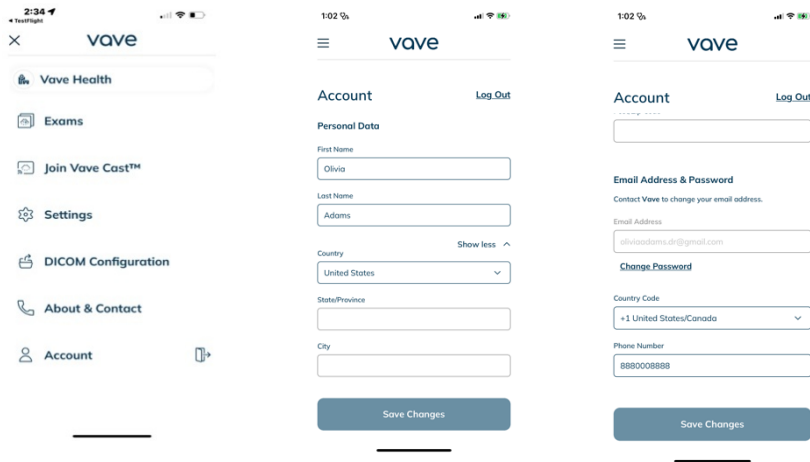 2:34
TestFlight
vave
Vave Health
Exams
Join Vave Cast™
Settings
DICOM Configuration
About & Contact
Account
1:02
vave
Account
Log Out
Personal Data
First Name
Olivia
Last Name
Adams
Show less
Country
United States
State/Province
City
Save Changes
1:02
vave
Account
Log Out
Email Address & Password
Contact Vave to change your email address.
Email Address
oliviaadams.dr@gmail.com
Change Password
Country Code
+1 United States/Canada
Phone Number
8880008888
Save Changes